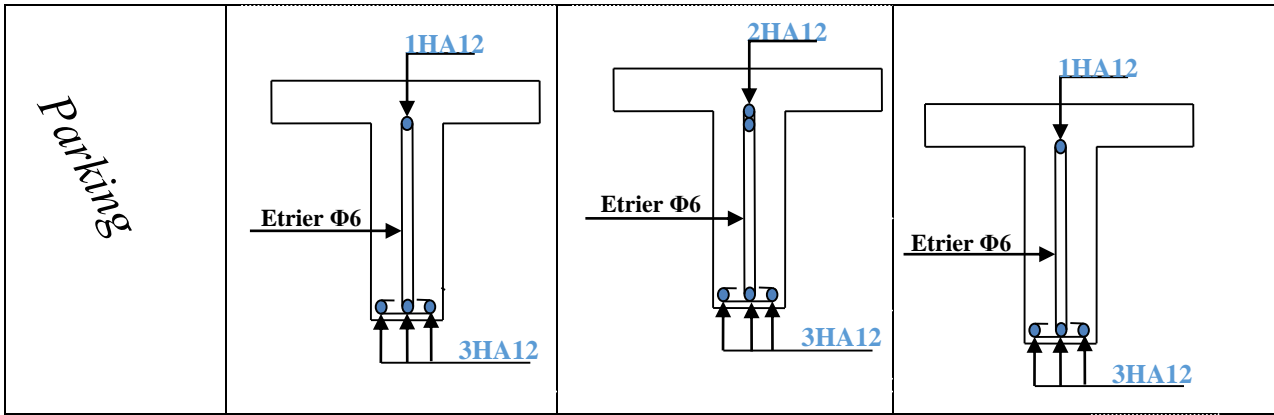 Parking
1HA12
Etrier Φ6
3HA12
2HA12
Etrier Φ6
3HA12
1HA12
Etrier Φ6
3HA12